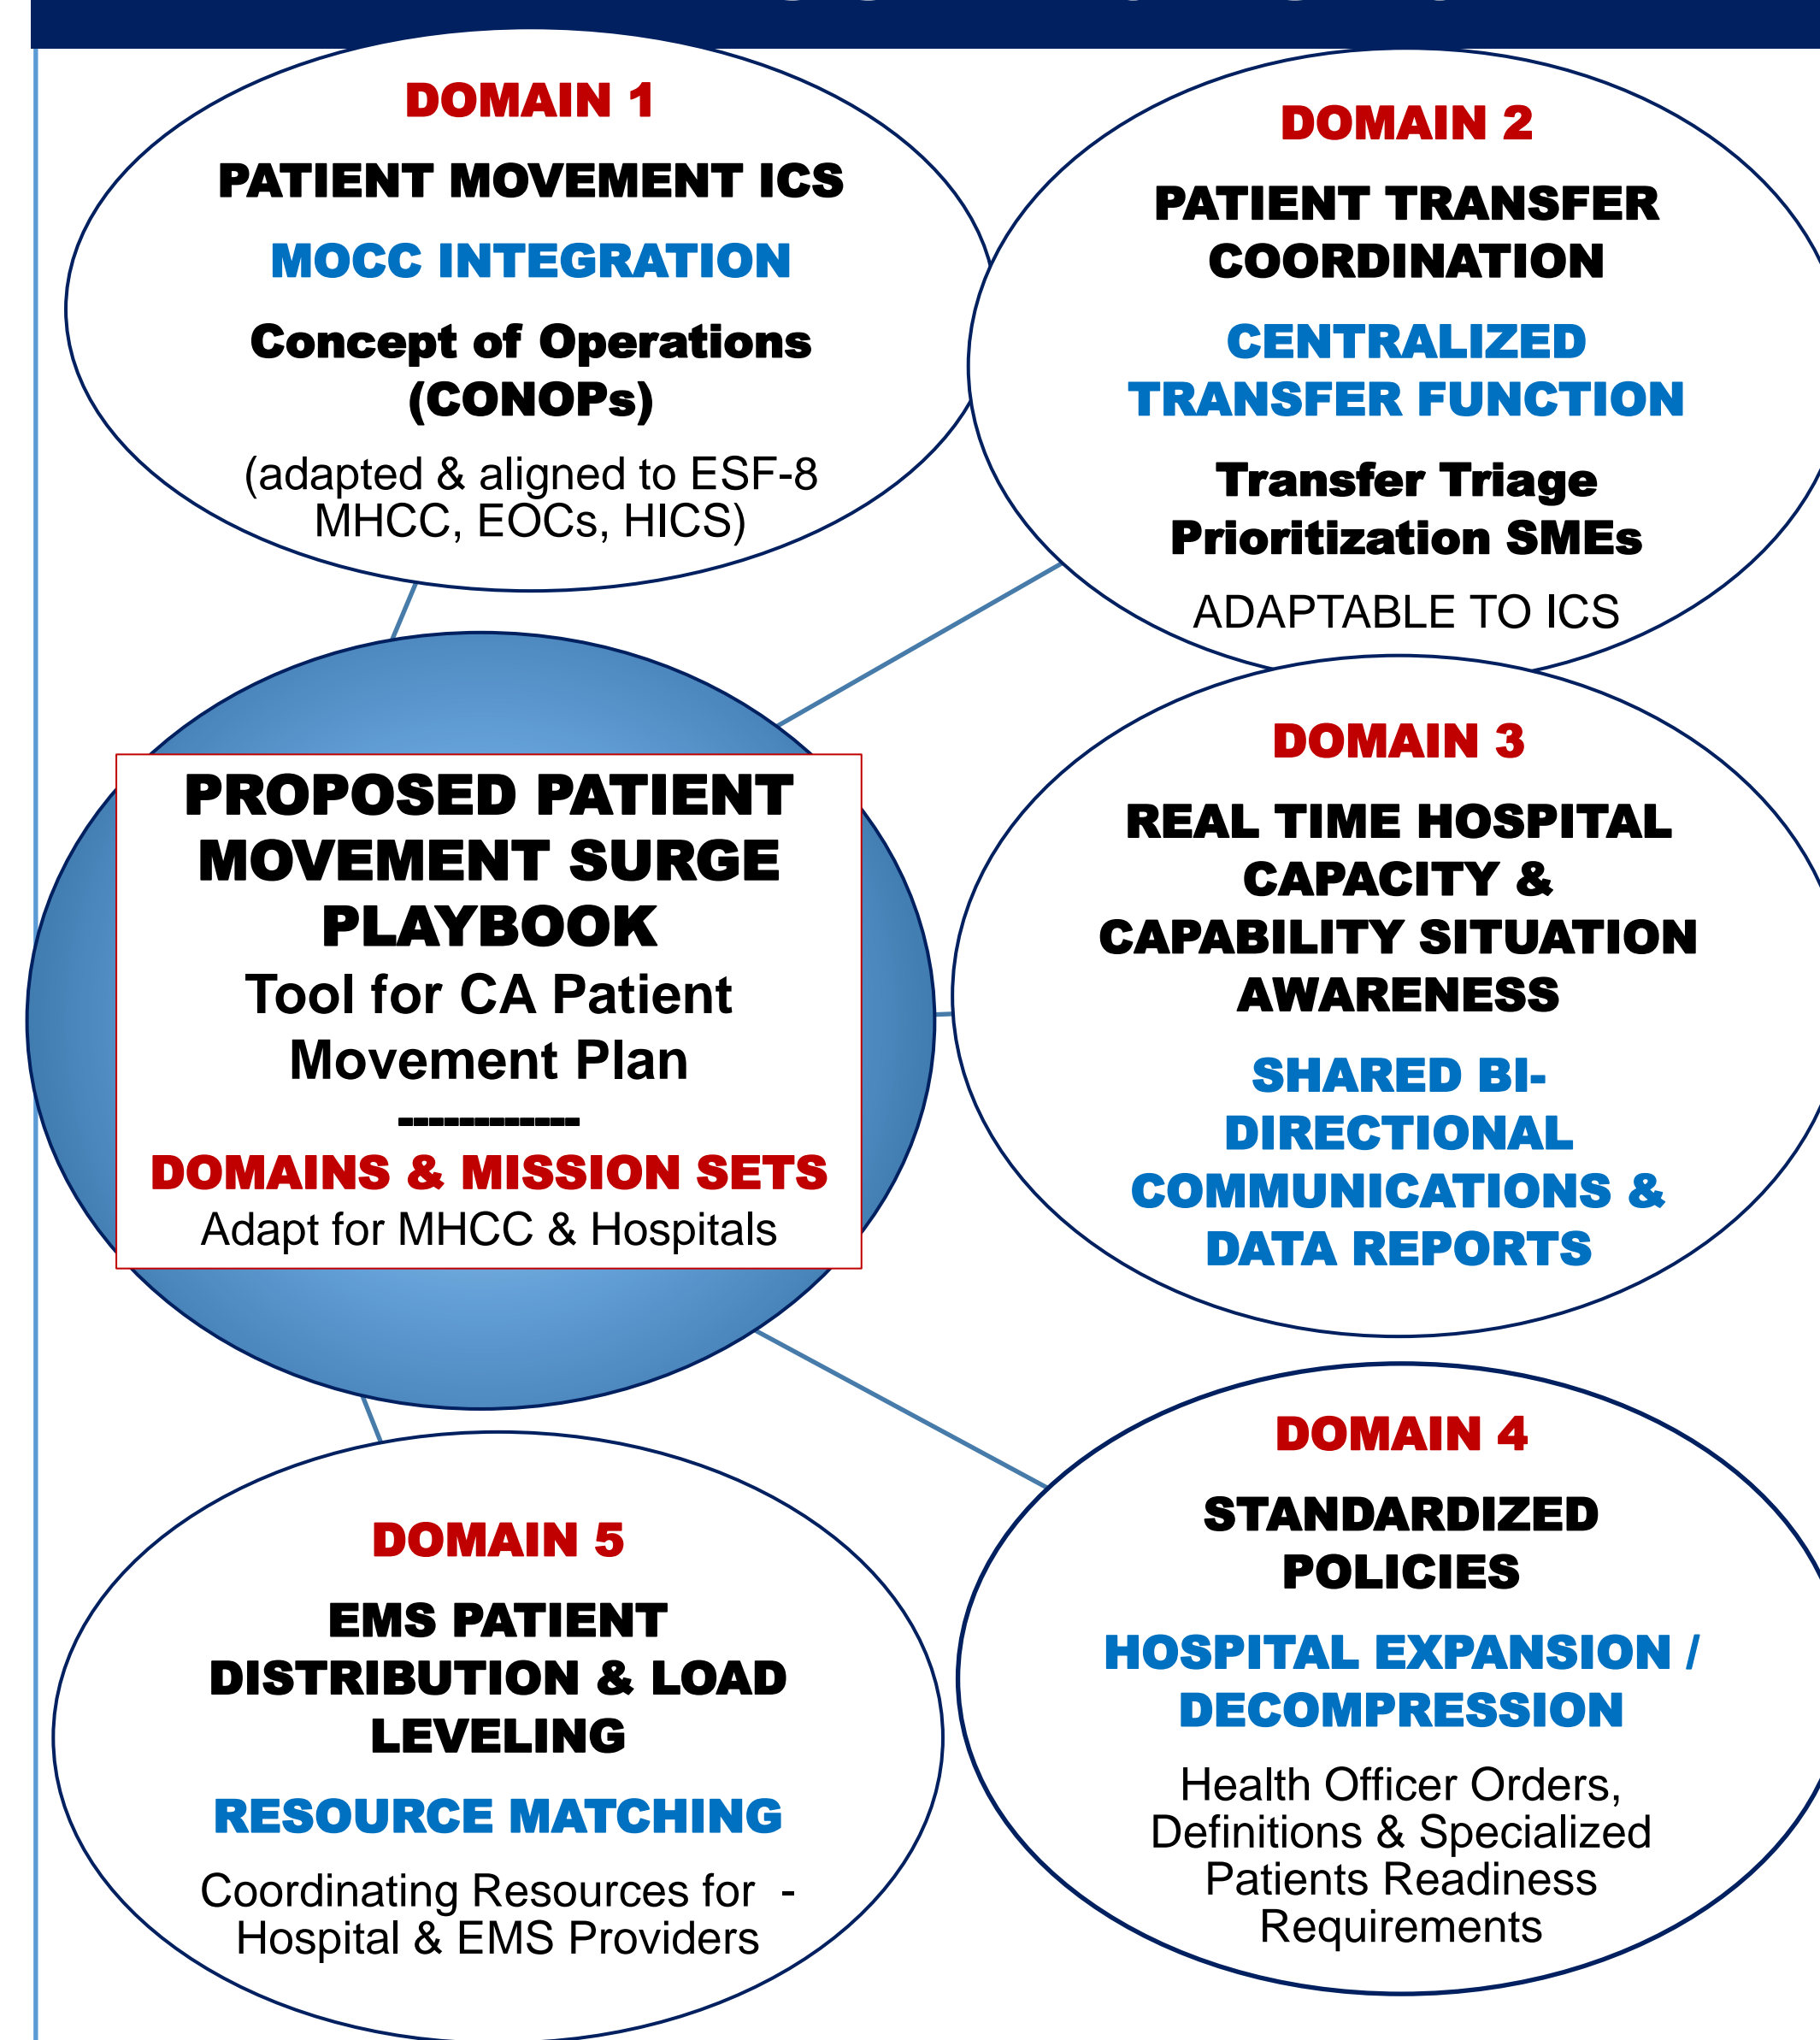 DOMAIN 1
PATIENT MOVEMENT ICS
MOCC INTEGRATION
Concept of Operations
(CONOPs)
(adapted & aligned to ESF-8
MHCC, EOCs, HICS)
DOMAIN 2
PATIENT TRANSFER
COORDINATION
CENTRALIZED
TRANSFER FUNCTION
Transfer Triage
Prioritization SMEs
ADAPTABLE TO ICS
PROPOSED PATIENT
MOVEMENT SURGE
PLAYBOOK
Tool for CA Patient
Movement Plan
------------
DOMAINS & MISSION SETS
Adapt for MHCC & Hospitals
DOMAIN 3
REAL TIME HOSPITAL
CAPACITY &
CAPABILITY SITUATION
AWARENESS
SHARED BI-
DIRECTIONAL
COMMUNICATIONS &
DATA REPORTS
DOMAIN 4
STANDARDIZED
POLICIES
HOSPITAL EXPANSION /
DECOMPRESSION
Health Officer Orders,
Definitions & Specialized
Patients Readiness
Requirements
DOMAIN 5
EMS PATIENT
DISTRIBUTION & LOAD
LEVELING
RESOURCE MATCHING
Coordinating Resources for  -
Hospital & EMS Providers